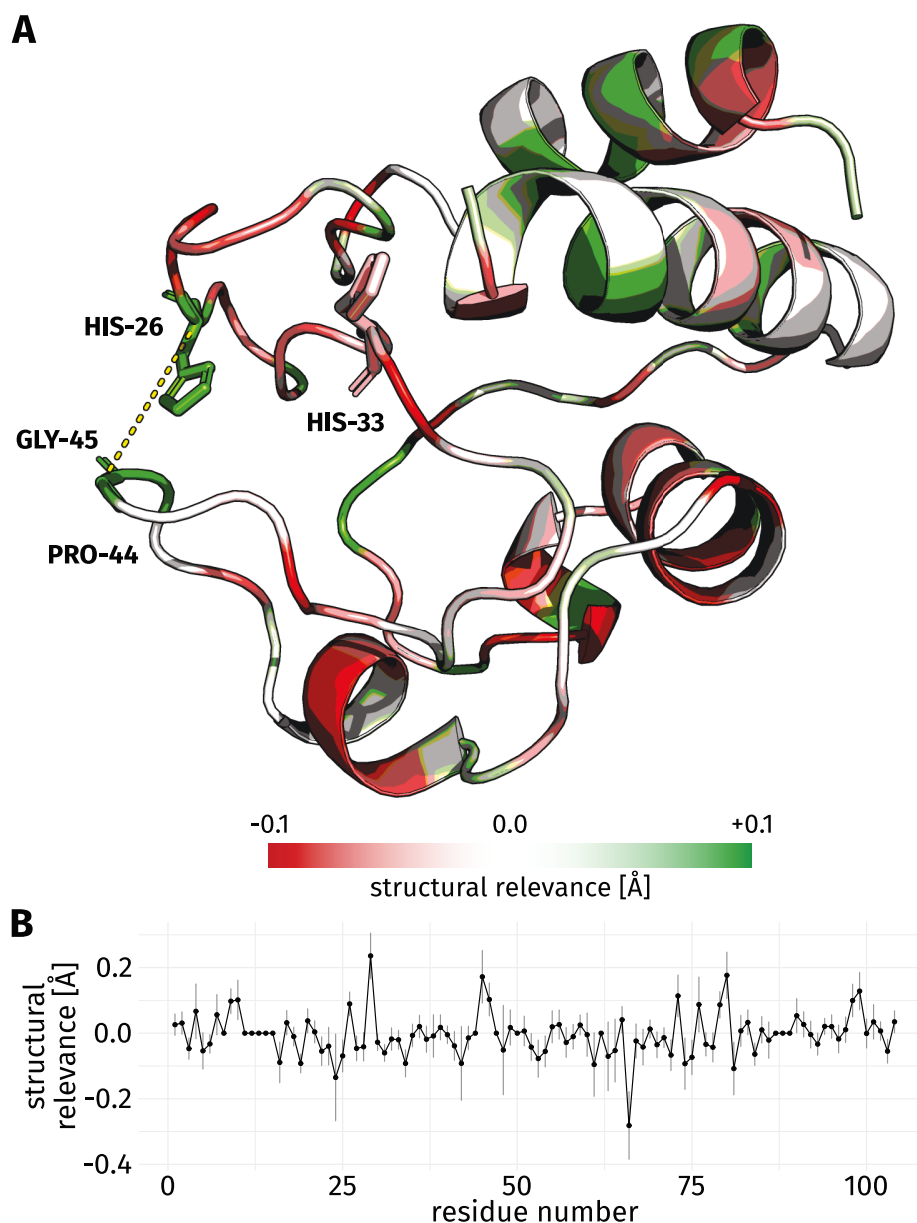 A
HIS-26
HIS-33
GLY-45
PRO-44
-0.1 0.0 +0.1
structural relevance [Å]
B
structural
relevance [Å]
0.2
0.0
-0.2
-0.4
0 25 50 75 100
residue number